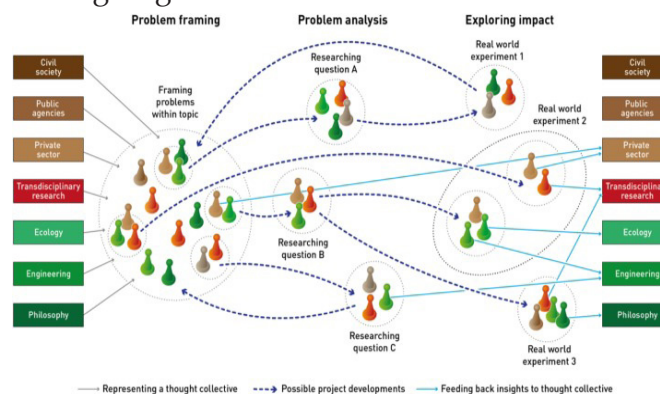 Problem framing
Problem analysis
Exploring impact
Civil
society
Public
agencies
Private
sector
Transdisciplinary
research
Ecology
Engineering
Philosophy
Framing
problems
within topic
Researching
question A
Researching
question B
Researching
question C
Real world
experiment 1
Real world
experiment 2
Real world
experiment 3
Civil
society
Public
agencies
Private
sector
Transdisciplinary
research
Ecology
Engineering
Philosophy
Representing a thought collective
Possible project developments
Feeding back insights to thought collective